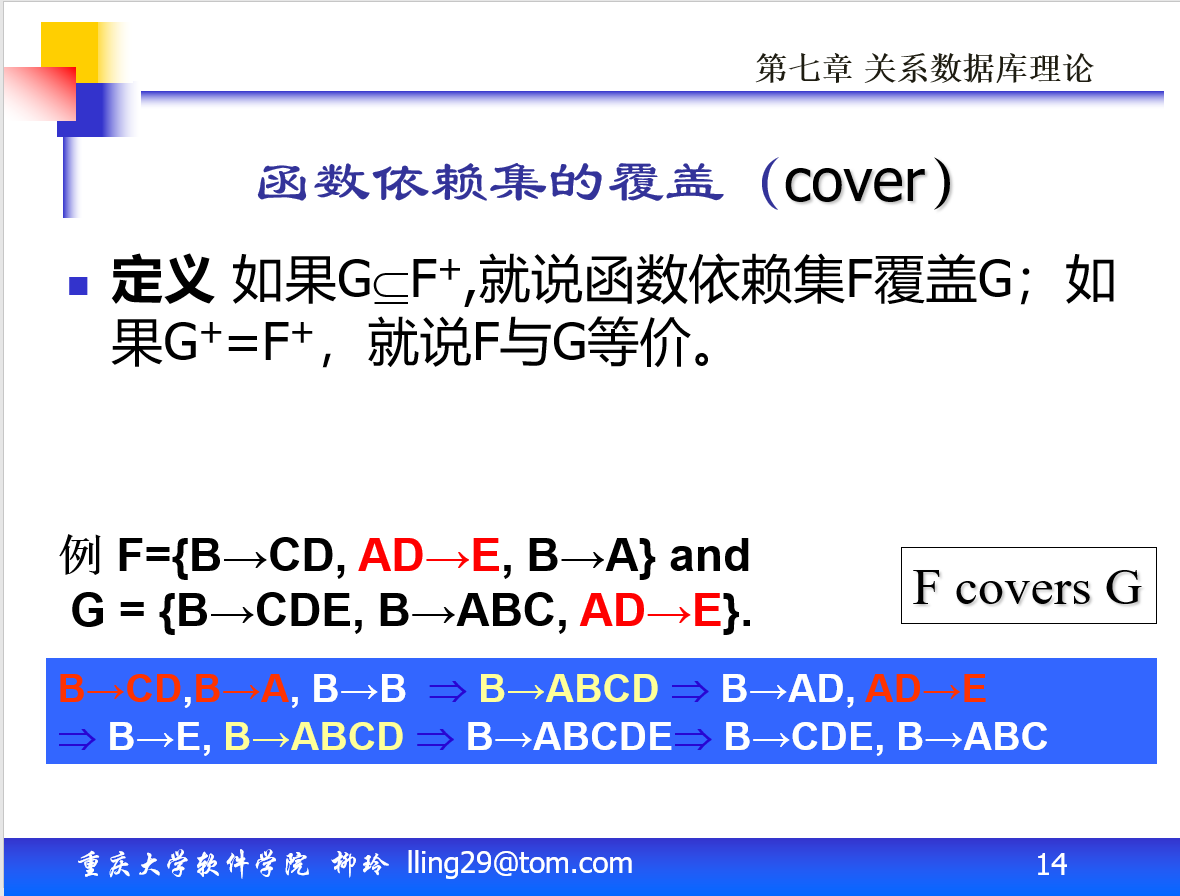 第七章 关系数据库理论
函数依赖集的覆盖（cover）
定义 如果G⊆F⁺,就说函数依赖集F覆盖G；如
果G⁺=F⁺，就说F与G等价。
例 F={B→CD, AD→E, B→A} and
G = {B→CDE, B→ABC, AD→E}.
F covers G
B→CD,B→A, B→B ⇒ B→ABCD ⇒ B→AD, AD→E
⇒ B→E, B→ABCD ⇒ B→ABCDE⇒ B→CDE, B→ABC
重庆大学软件学院 柳玲 lling29@tom.com
14